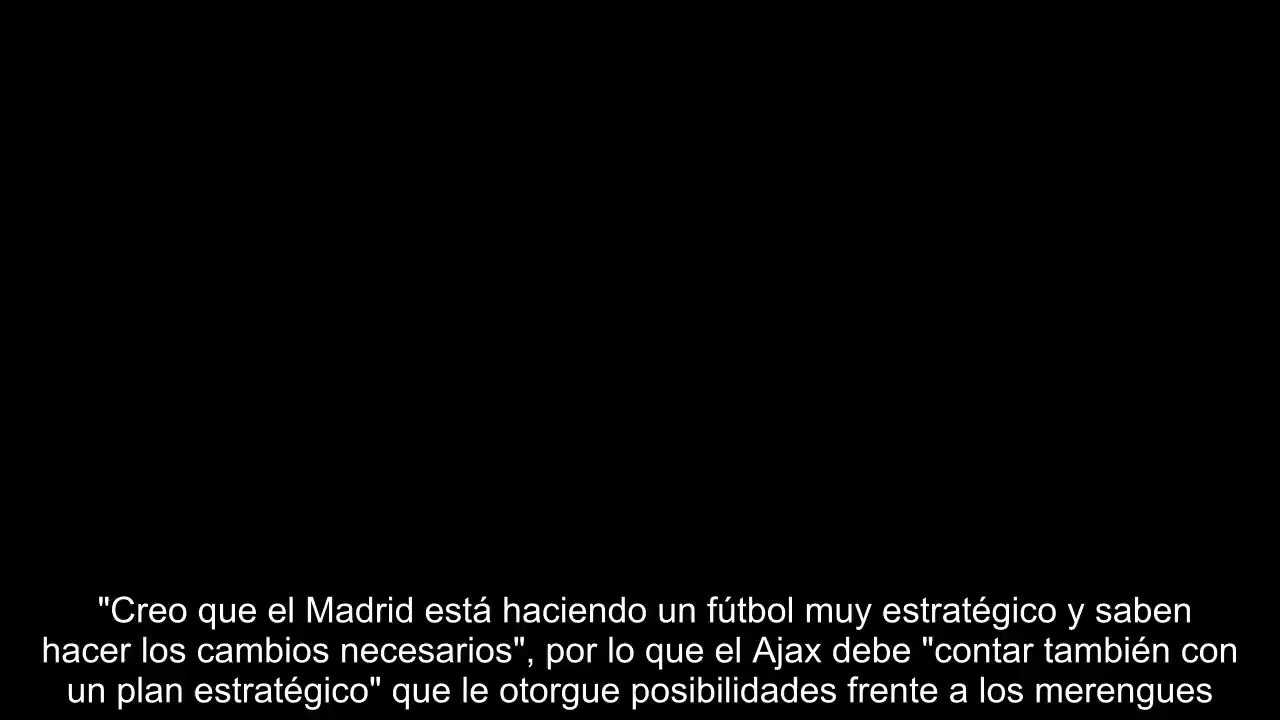 "Creo que el Madrid está haciendo un fútbol muy estratégico y saben
hacer los cambios necesarios", por lo que el Ajax debe "contar también con
un plan estratégico" que le otorgue posibilidades frente a los merengues